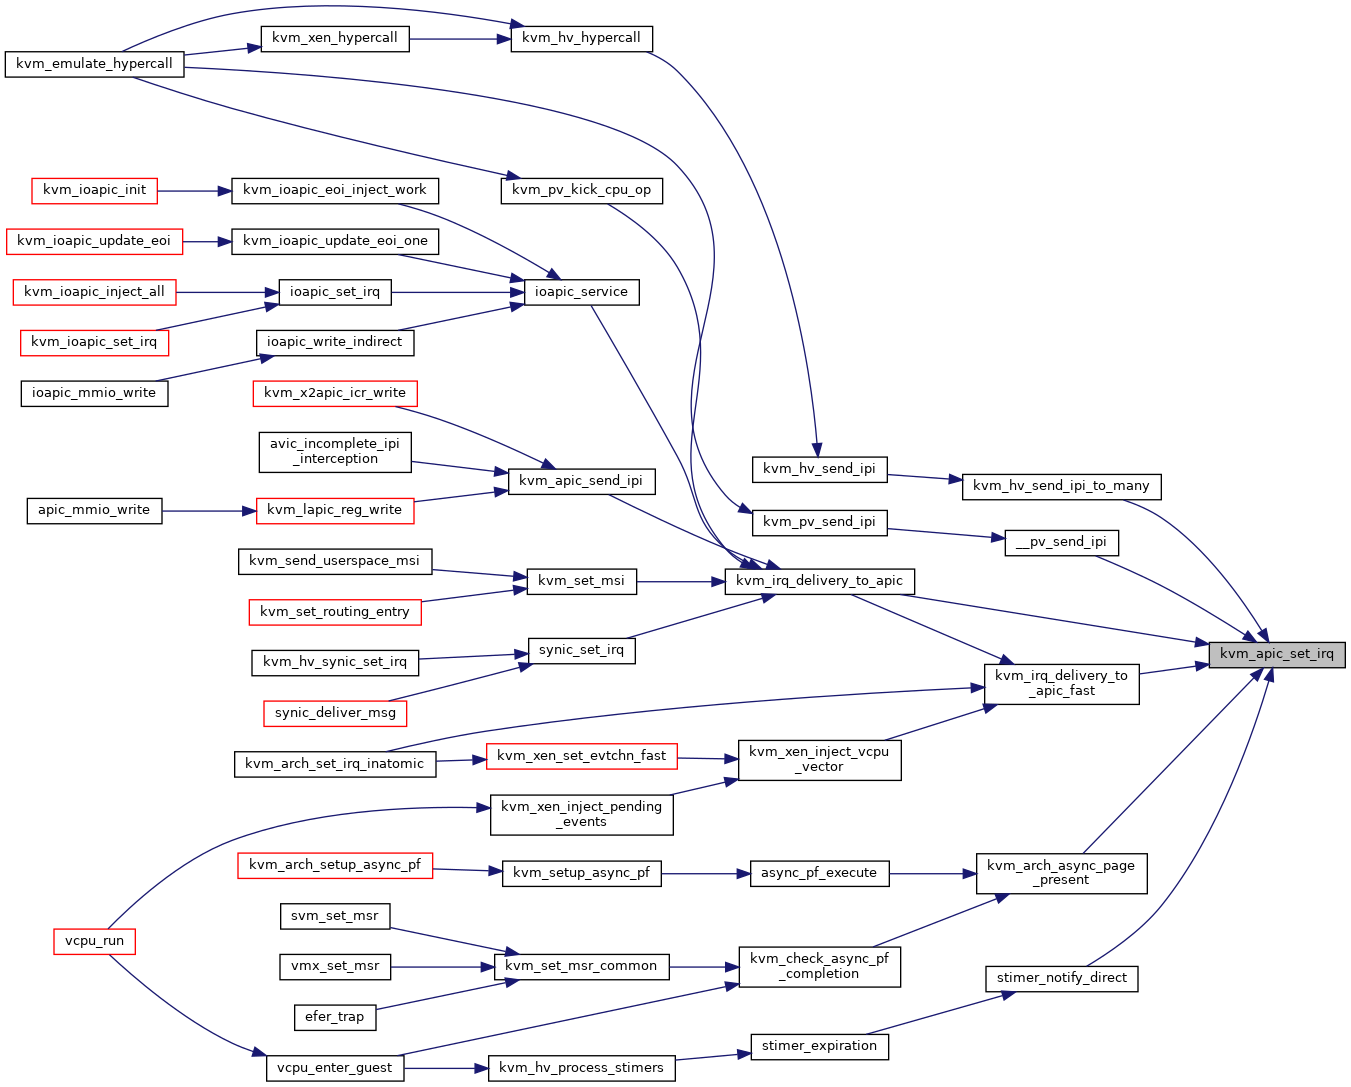 kvm_xen_hypercall
kvm_hv_hypercall
kvm_emulate_hypercall
kvm_ioapic_init
kvm_ioapic_eoi_inject_work
kvm_pv_kick_cpu_op
kvm_ioapic_update_eoi
kvm_ioapic_update_eoi_one
kvm_ioapic_inject_all
ioapic_set_irq
ioapic_service
kvm_ioapic_set_irq
ioapic_write_indirect
ioapic_mmio_write
kvm_x2apic_icr_write
avic_incomplete_ipi
_interception
kvm_apic_send_ipi
kvm_hv_send_ipi
kvm_hv_send_ipi_to_many
apic_mmio_write
kvm_lapic_reg_write
kvm_pv_send_ipi
__pv_send_ipi
kvm_send_userspace_msi
kvm_set_msi
kvm_irq_delivery_to_apic
kvm_set_routing_entry
kvm_hv_synic_set_irq
synic_set_irq
kvm_apic_set_irq
kvm_irq_delivery_to
_apic_fast
synic_deliver_msg
kvm_arch_set_irq_inatomic
kvm_xen_set_evtchn_fast
kvm_xen_inject_vcpu
_vector
kvm_xen_inject_pending
_events
kvm_arch_setup_async_pf
kvm_setup_async_pf
async_pf_execute
kvm_arch_async_page
_present
svm_set_msr
vcpu_run
vmx_set_msr
kvm_set_msr_common
kvm_check_async_pf
_completion
stimer_notify_direct
efer_trap
stimer_expiration
vcpu_enter_guest
kvm_hv_process_stimers